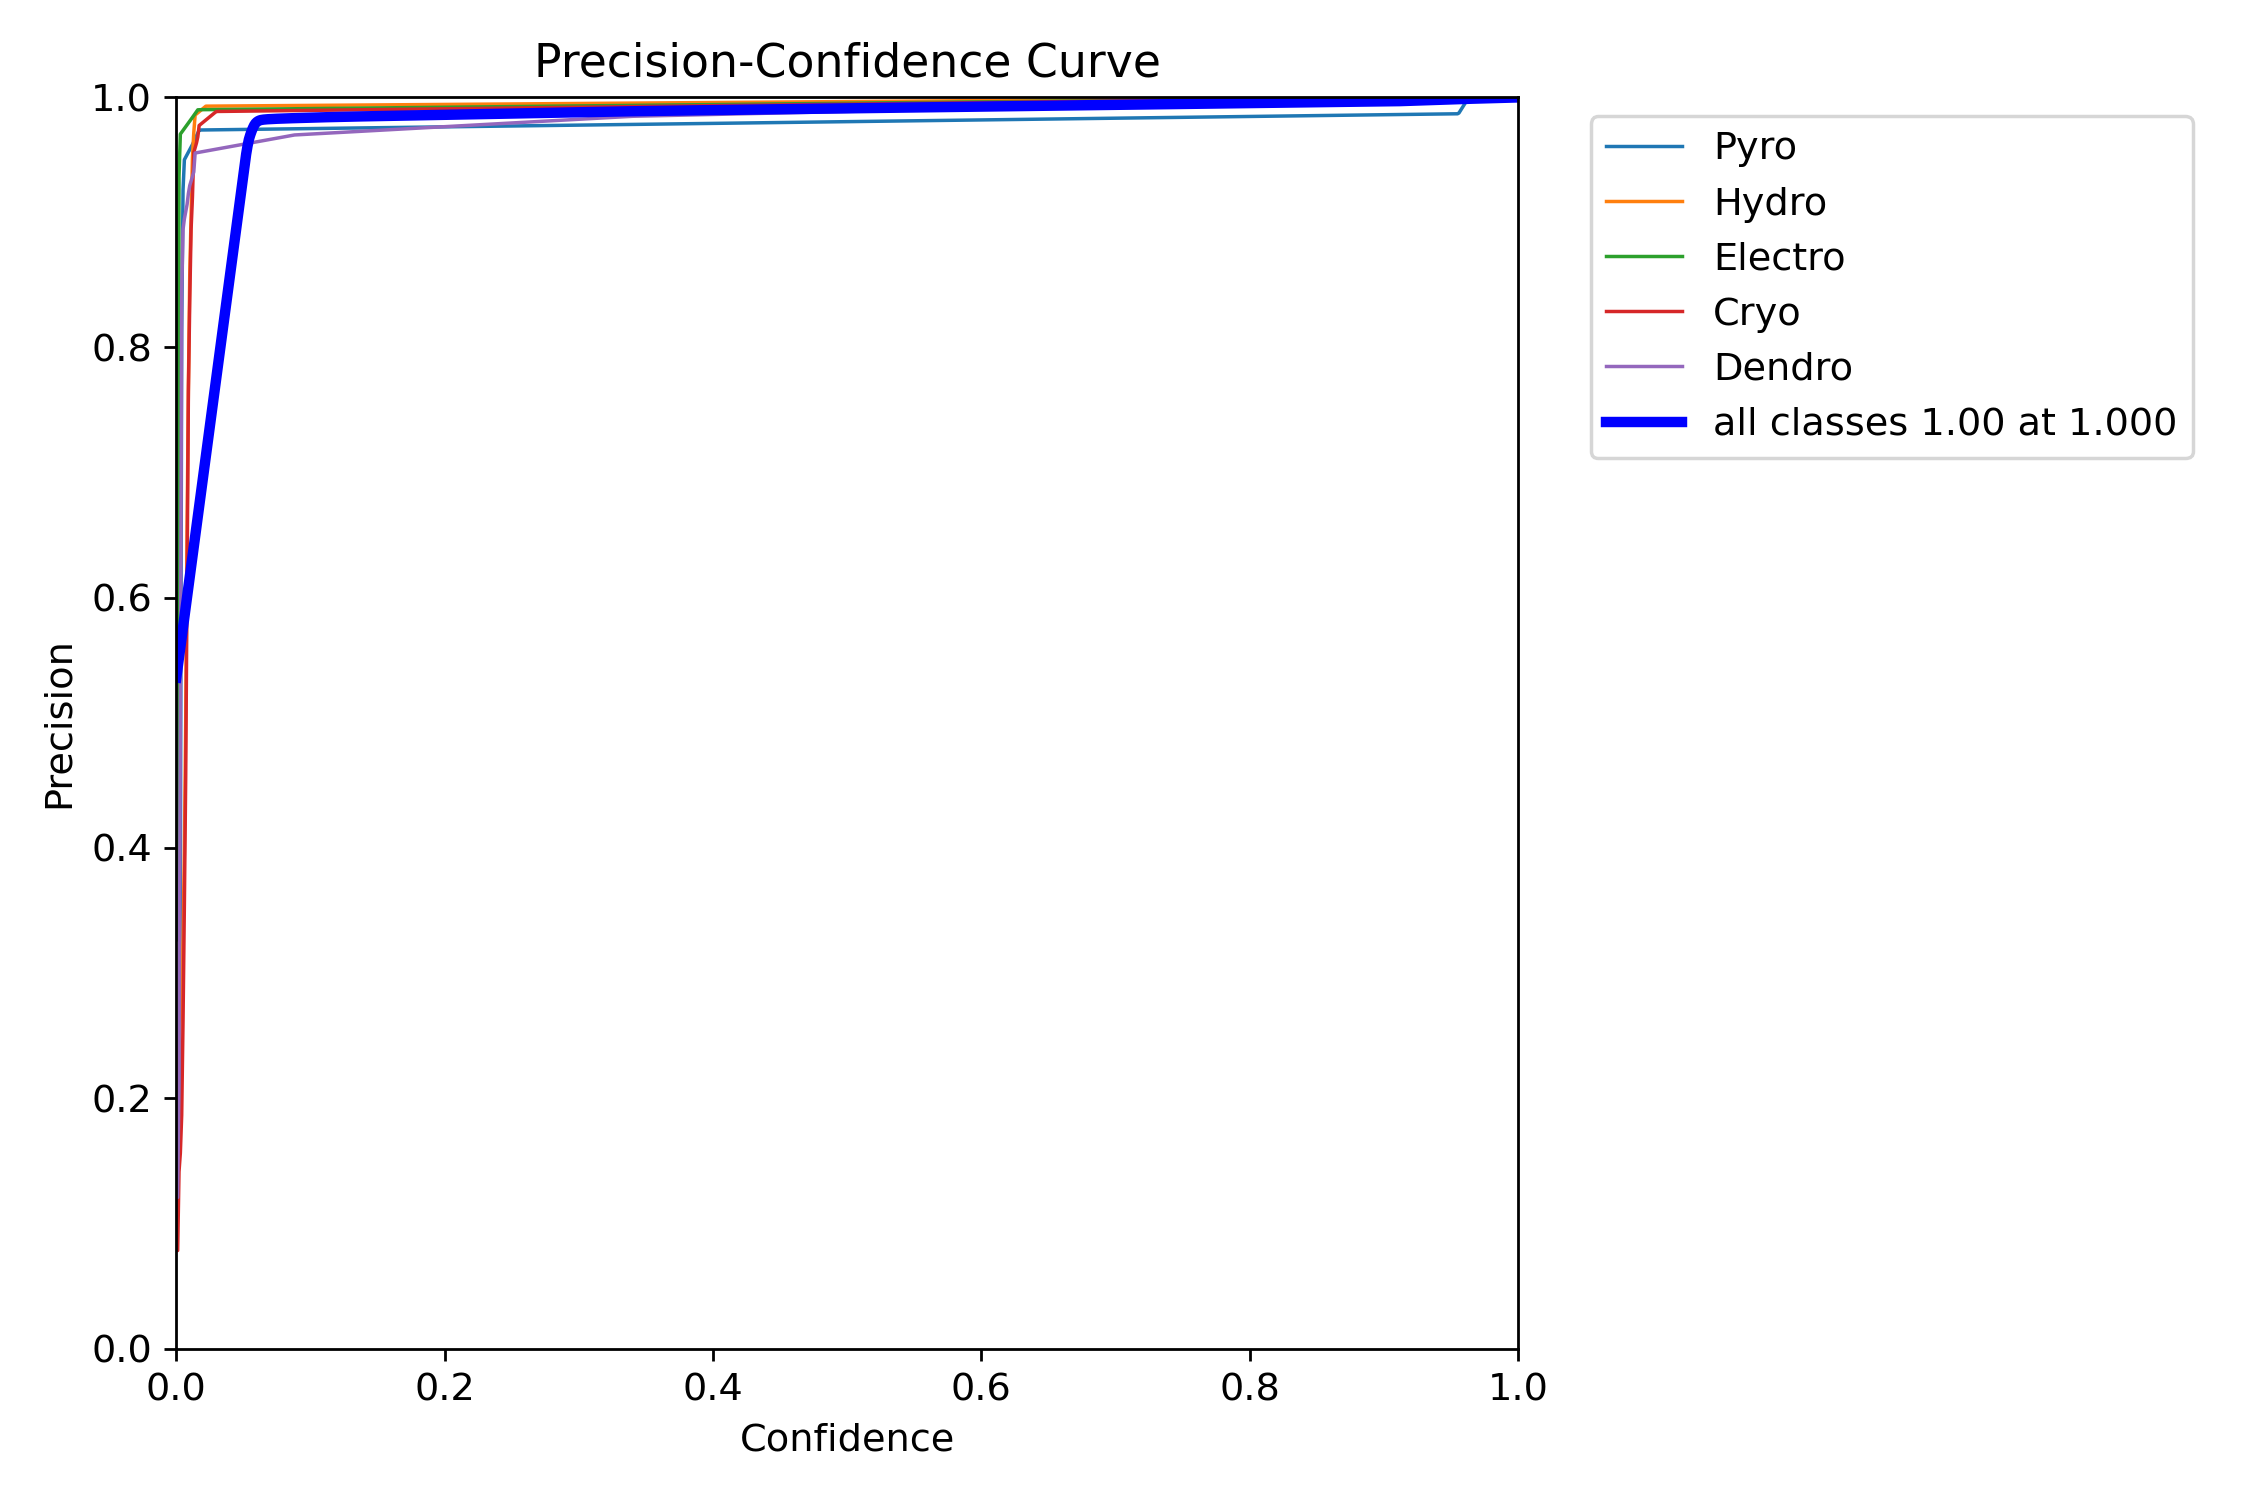 Precision-Confidence Curve
1.0
0.8
0.6
0.4
0.2
0.0
Precision
0.0 0.2 0.4 0.6 0.8 1.0
Confidence
Pyro
Hydro
Electro
Cryo
Dendro
all classes 1.00 at 1.000